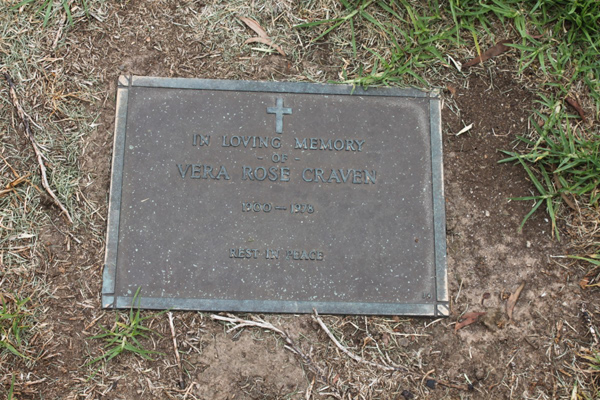 IN LOVING MEMORY
- OF -
VERA ROSE CRAVEN
REST IN PEACE